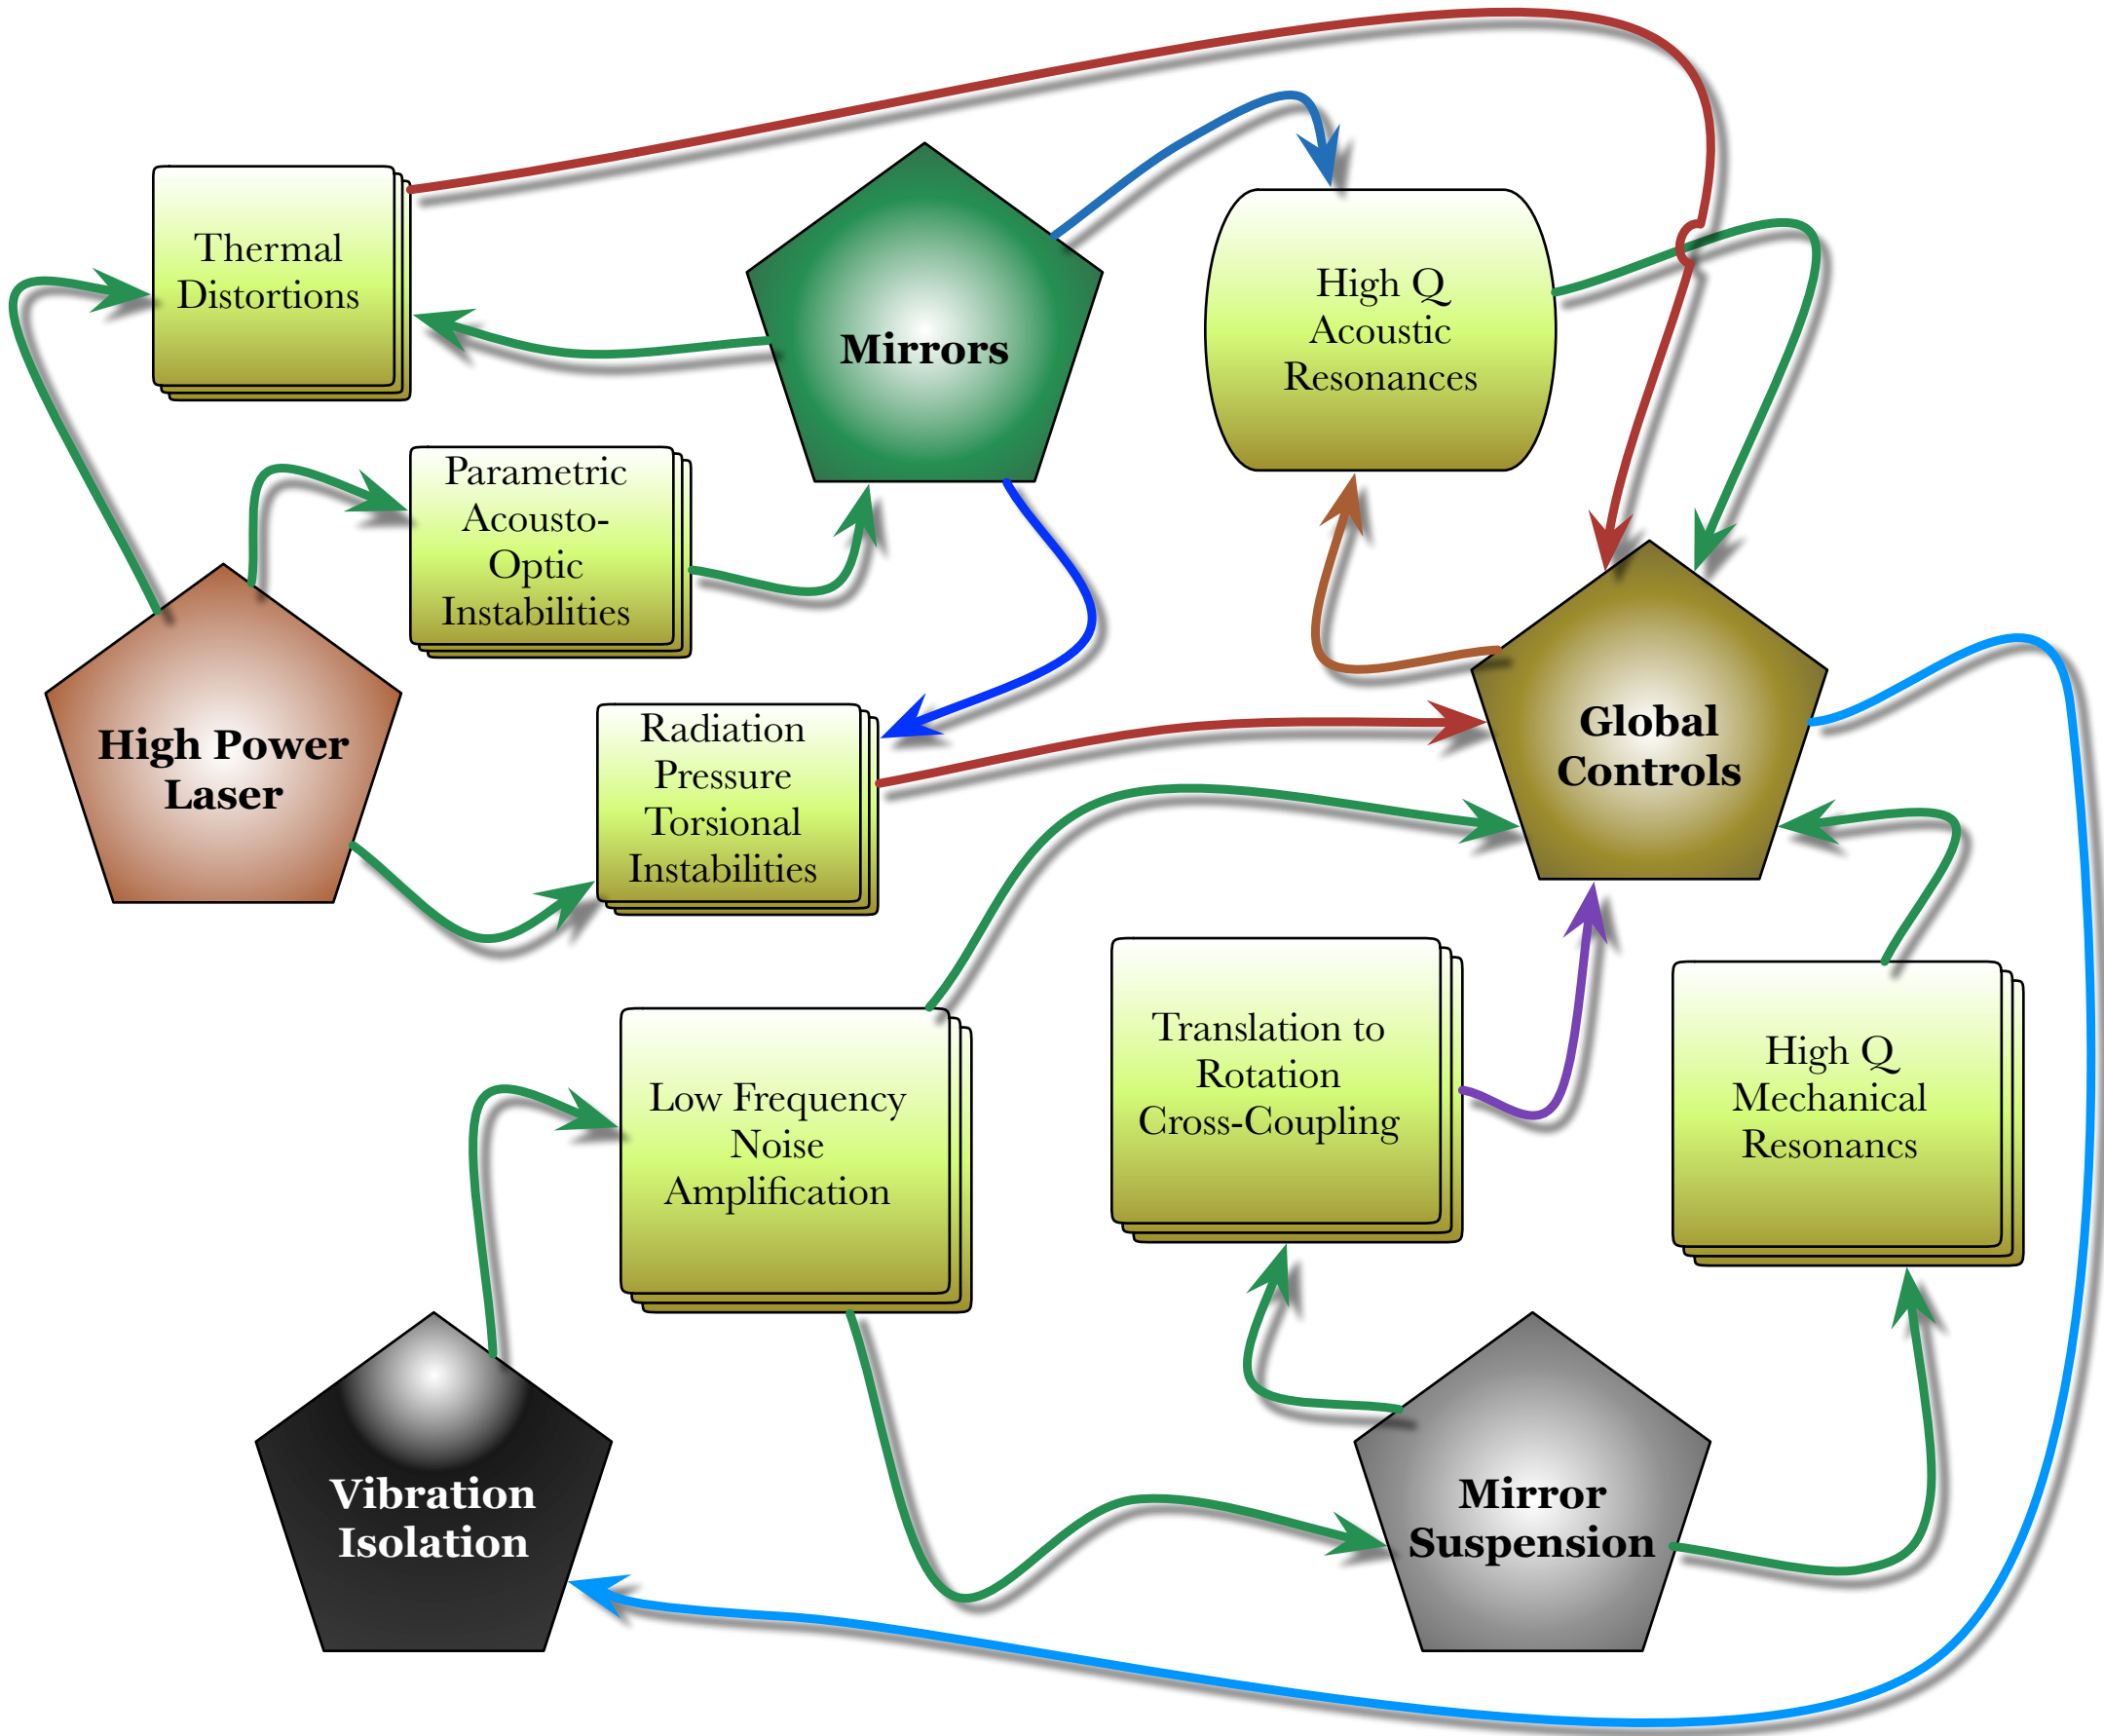 Thermal
Distortions
Mirrors
High Q
Acoustic
Resonances
Parametric
Acousto-
Optic
Instabilities
High Power
Laser
Radiation
Pressure
Torsional
Instabilities
Global
Controls
Low Frequency
Noise
Amplification
Translation to
Rotation
Cross-Coupling
High Q
Mechanical
Resonancs
Vibration
Isolation
Mirror
Suspension